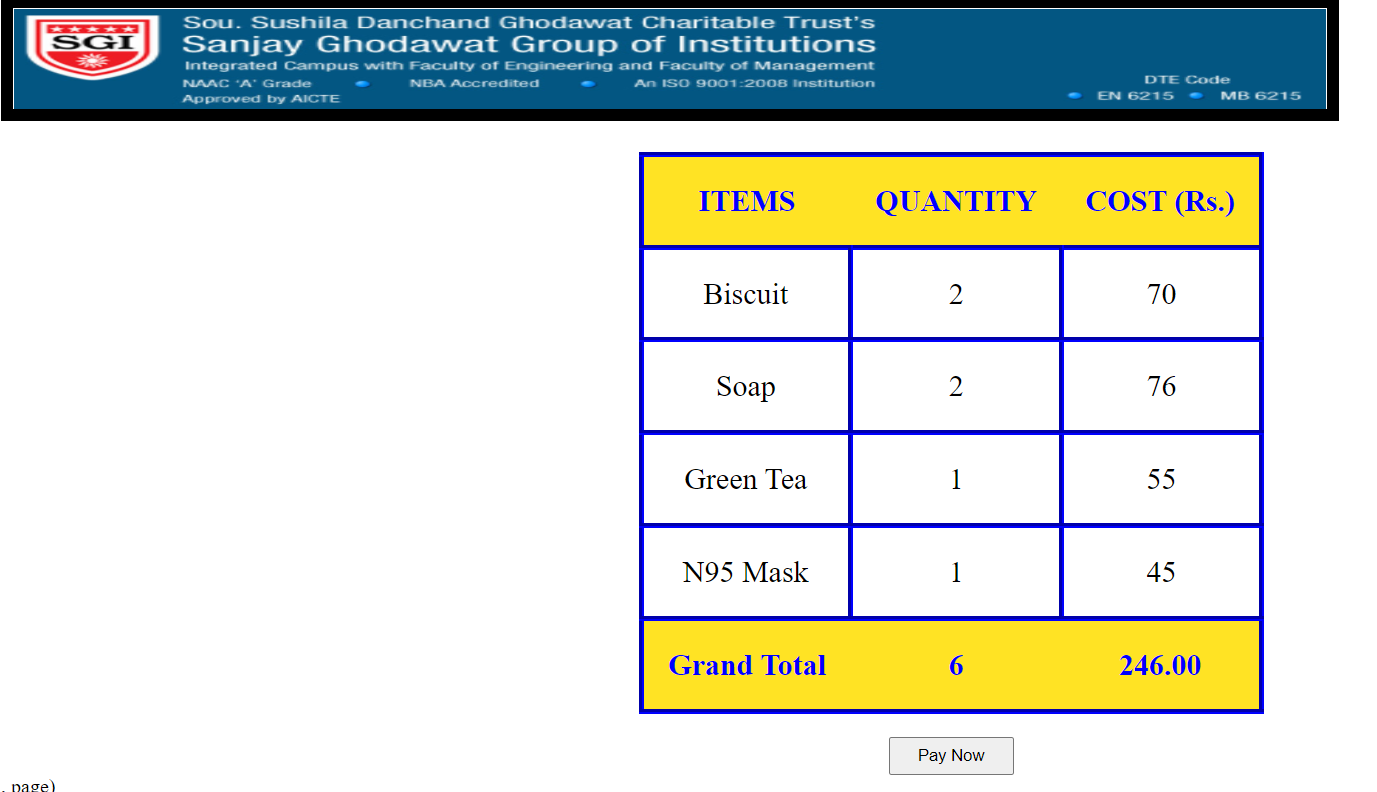 SGI
Sou. Sushila Danchand Ghodawat Charitable Trust's
Sanjay Ghodawat Group of Institutions
Integrated Campus with Faculty of Engineering and Faculty of Management
NAAC 'A' Grade NBA Accredited An ISO 9001:2008 Institution
Approved by AICTE
DTE Code
EN 6215 MB 6215
ITEMS QUANTITY COST (Rs.)
Biscuit 2 70
Soap 2 76
Green Tea 1 55
N95 Mask 1 45
Grand Total 6 246.00
Pay Now
. page)